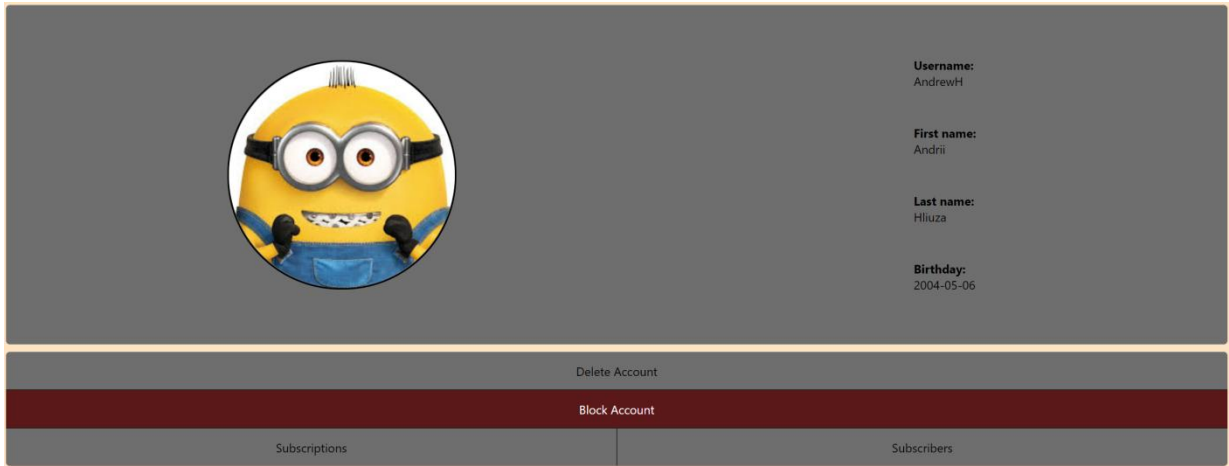 Username:
AndrewH
First name:
Andrii
Last name:
Hliuza
Birthday:
2004-05-06
Delete Account
Block Account
Subscriptions
Subscribers